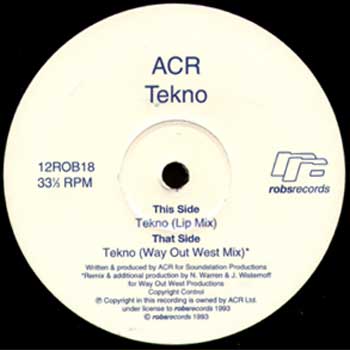 ACR
Tekno
12ROB18
33⅓ RPM
robsrecords
This Side
Tekno (Lip Mix)
That Side
Tekno (Way Out West Mix)*
Written & produced by ACR for Soundstation Productions
*Remix & additional production by N. Warren & J. Wisternoff
for Way Out West Productions
Copyright Control
℗ Copyright in this recording is owned by ACR Ltd.
under license to robsrecords 1993
© robsrecords 1993